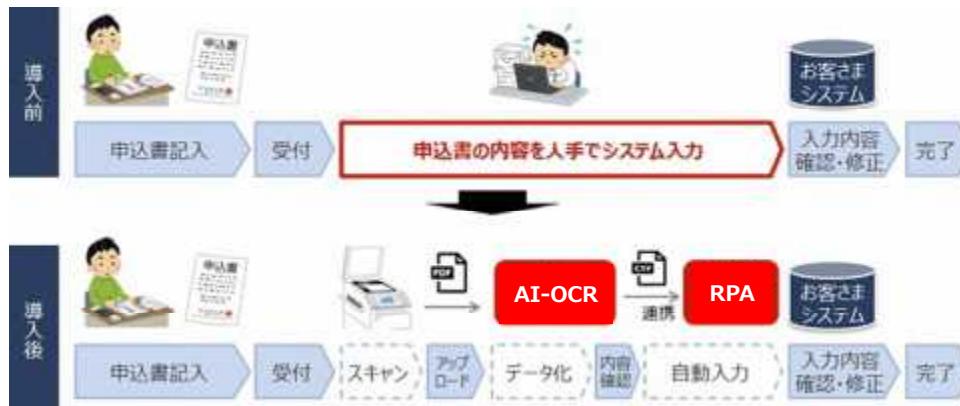 導入前
申込書
お客さま
システム
申込書記入
受付
申込書の内容を人手でシステム入力
入力内容
確認・修正
完了
導入後
申込書
PDF
AI-OCR
CSV
連携
RPA
お客さま
システム
申込書記入
受付
スキャン
アップ
ロード
データ化
内容
確認
自動入力
入力内容
確認・修正
完了